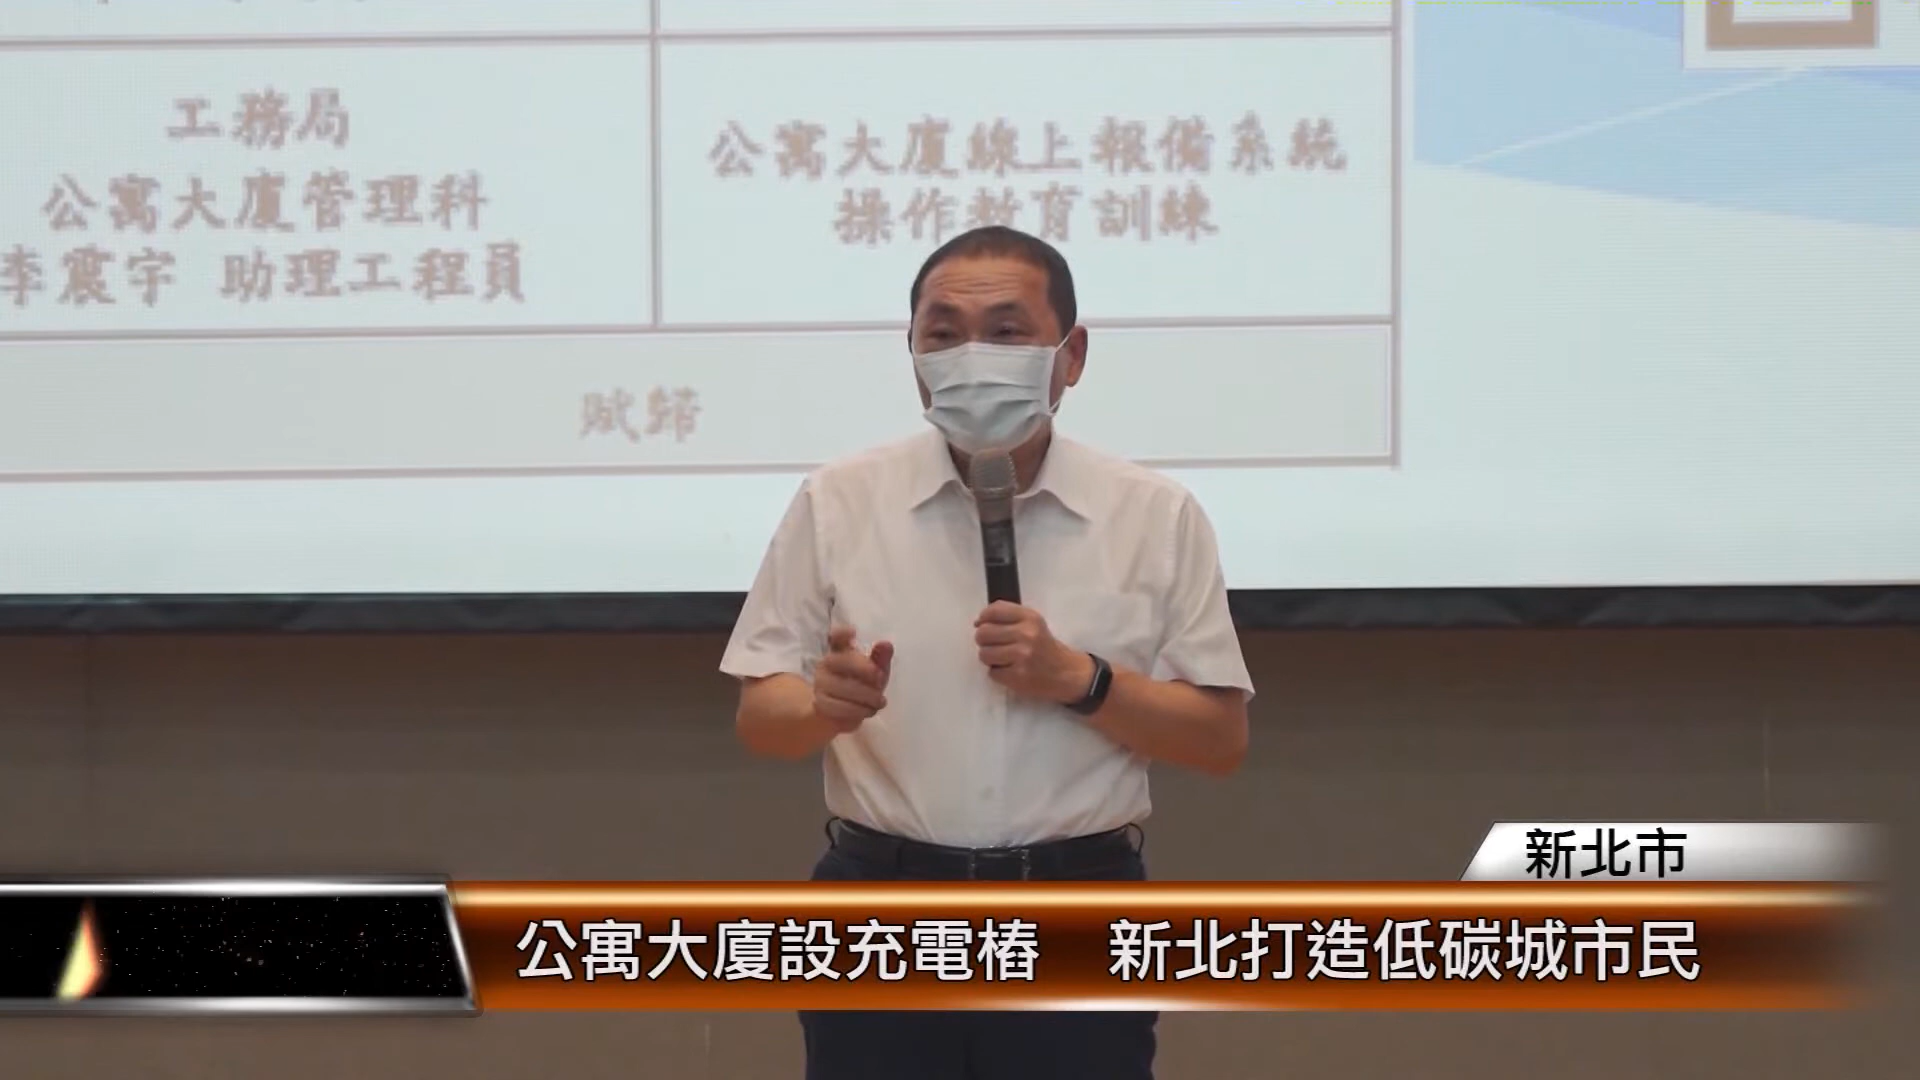 工務局
公寓大廈管理科
李震宇 助理工程員
公寓大廈線上報備系統
操作教育訓練
賦歸
新北市
公寓大廈設充電樁 新北打造低碳城市民